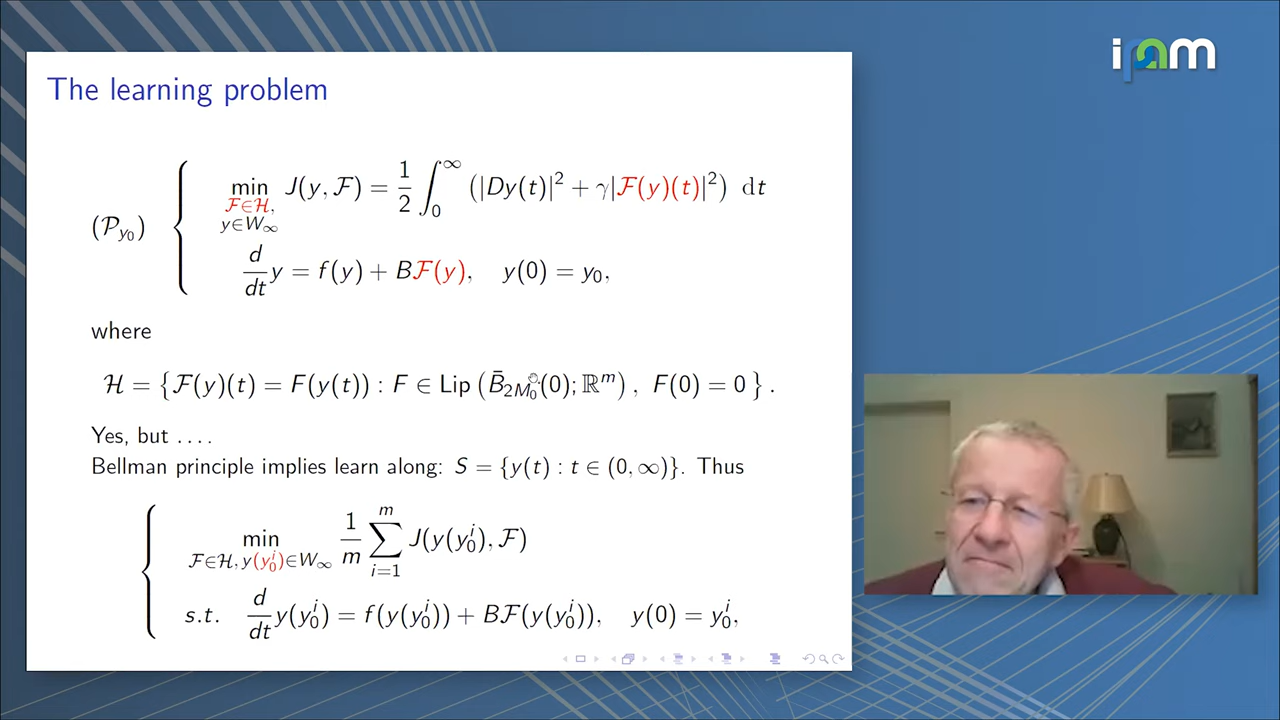 ipam
The learning problem
(𝒫_{y_0}) { min_{ℱ∈ℋ, y∈W_∞} J(y, ℱ) = 1/2 ∫_0^∞ (|Dy(t)|^2 + γ|ℱ(y)(t)|^2) dt
d/dt y = f(y) + Bℱ(y), y(0) = y_0,
where
ℋ = {ℱ(y)(t) = F(y(t)) : F ∈ Lip (B̄_{2M_0}(0); ℝ^m), F(0) = 0}.
Yes, but ....
Bellman principle implies learn along: S = {y(t) : t ∈ (0, ∞)}. Thus
{ min_{ℱ∈ℋ, y(y_0^i)∈W_∞} 1/m ∑_{i=1}^m J(y(y_0^i), ℱ)
s.t. d/dt y(y_0^i) = f(y(y_0^i)) + Bℱ(y(y_0^i)), y(0) = y_0^i,